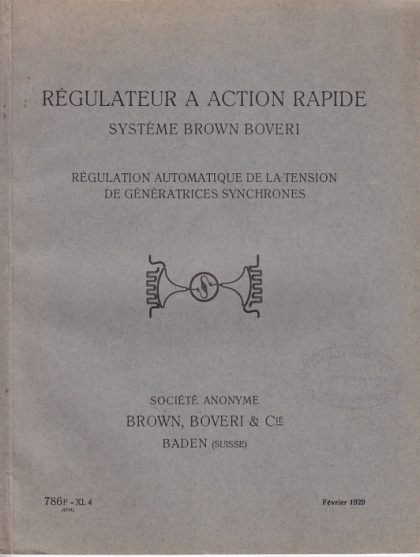 RÉGULATEUR A ACTION RAPIDE
SYSTÈME BROWN BOVERI
RÉGULATION AUTOMATIQUE DE LA TENSION
DE GÉNÉRATRICES SYNCHRONES
SOCIÉTÉ ANONYME
BROWN, BOVERI & CIE
BADEN (SUISSE)
786F - XI. 4
Février 1929